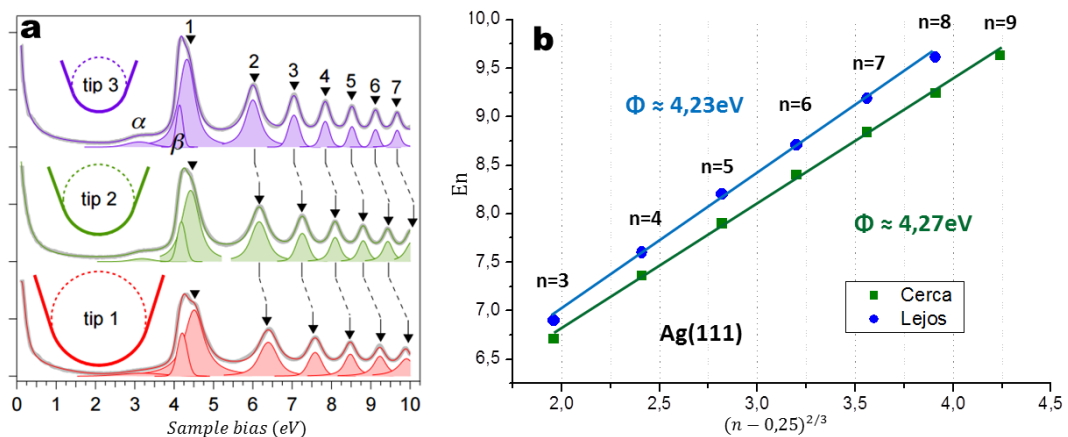 a
tip 3
α
β
1
2
3
4
5
6
7
tip 2
tip 1
0 1 2 3 4 5 6 7 8 9 10
Sample bias (eV)
b
10,0
9,5
9,0
8,5
8,0
7,5
7,0
6,5
En
n=3
n=4
n=5
n=6
n=7
n=8
n=9
Φ ≈ 4,23eV
Φ ≈ 4,27eV
Ag(111)
Cerca
Lejos
2,0 2,5 3,0 3,5 4,0 4,5
(n − 0,25)^{2/3}